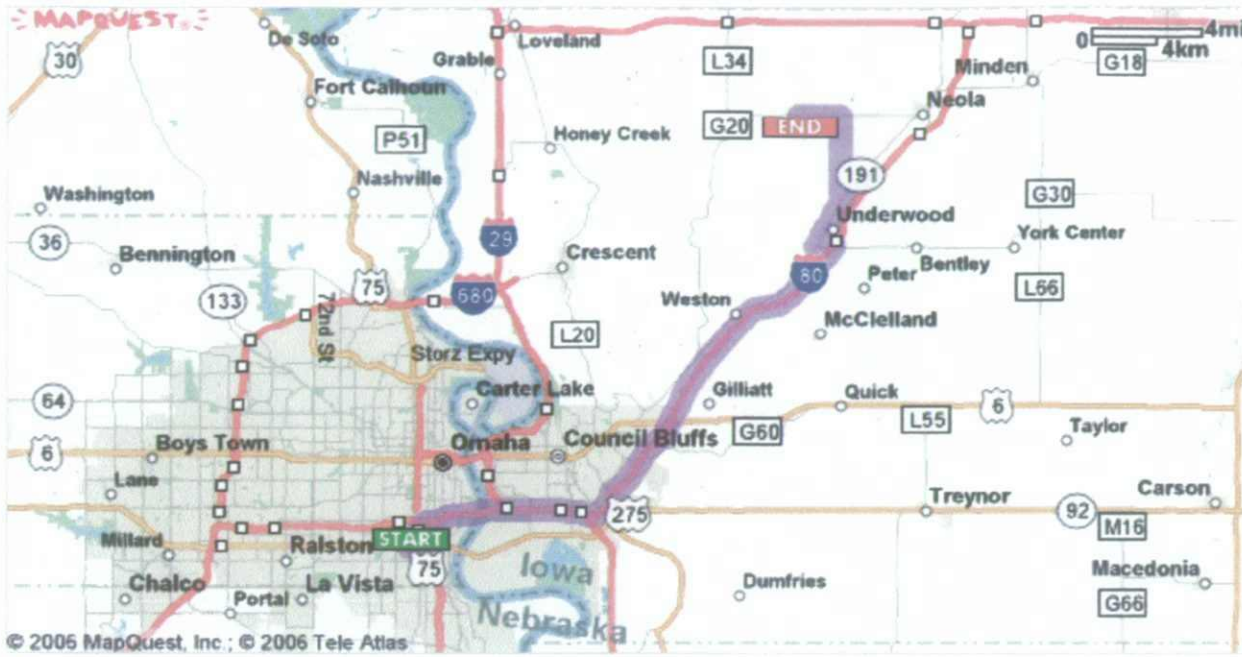 MAPQUEST
De Soto
Loveland
0 4mi
4km
30
Grable
L34
Minden
G18
Fort Calhoun
Neola
P51
Honey Creek
G20
END
191
Nashville
Washington
G30
Underwood
36
29
York Center
Bennington
Crescent
80
Peter
Bentley
75
680
L66
133
72nd St
Weston
McClelland
L20
Storz Expy
64
Carter Lake
Gilliatt
Quick
6
Boys Town
Omaha
Council Bluffs
G60
L55
Taylor
6
Lane
275
Treynor
92
Carson
START
M16
Millard
Ralston
75
Iowa
Macedonia
Chalco
Portal
La Vista
Dumfries
G66
Nebraska
© 2006 MapQuest, Inc.; © 2006 Tele Atlas